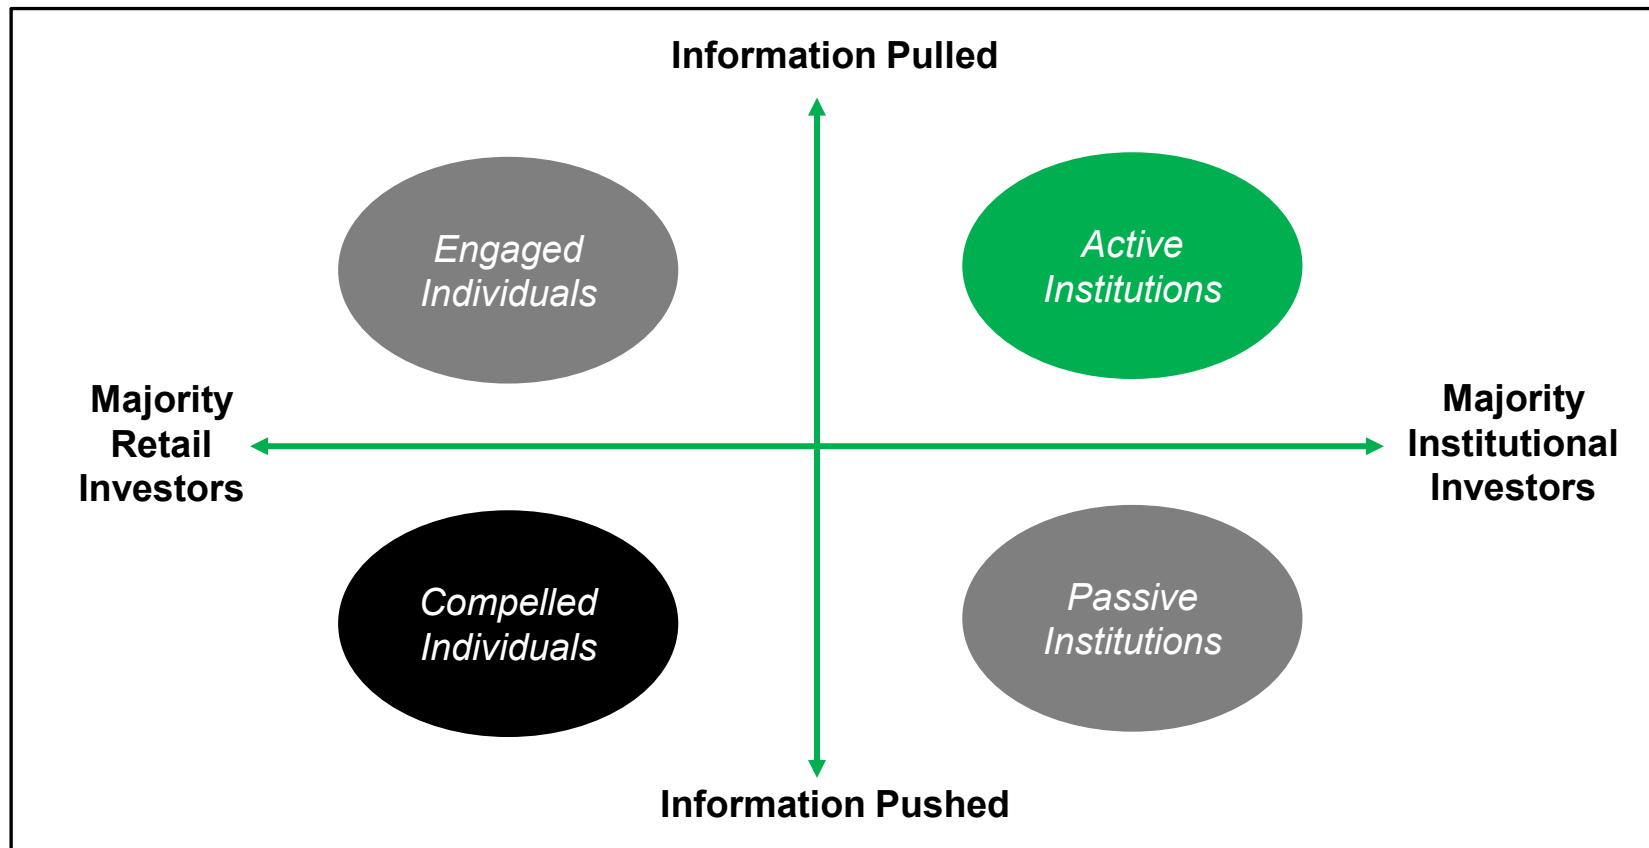 Information Pulled
Engaged
Individuals
Active
Institutions
Majority
Retail
Investors
Majority
Institutional
Investors
Compelled
Individuals
Passive
Institutions
Information Pushed